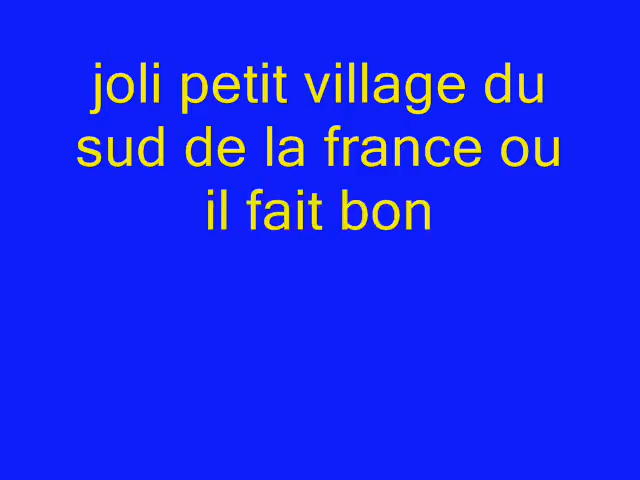 joli petit village du
sud de la france ou
il fait bon